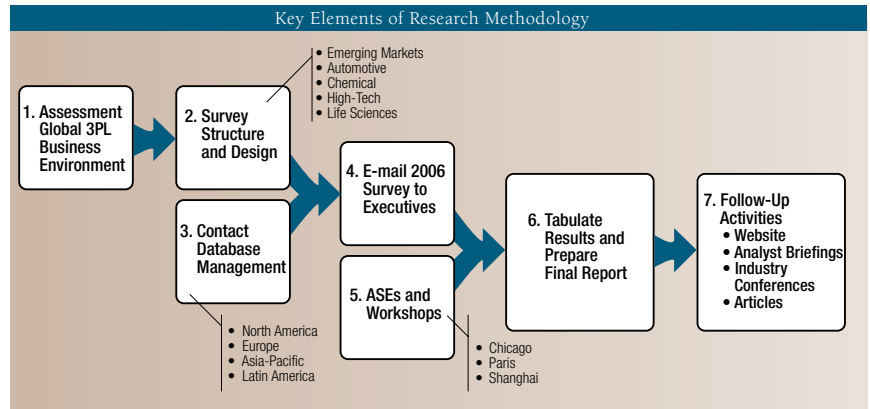 Key Elements of Research Methodology
• Emerging Markets
• Automotive
• Chemical
• High-Tech
• Life Sciences
1. Assessment
Global 3PL
Business
Environment
2. Survey
Structure
and Design
3. Contact
Database
Management
• North America
• Europe
• Asia-Pacific
• Latin America
4. E-mail 2006
Survey to
Executives
5. ASEs and
Workshops
• Chicago
• Paris
• Shanghai
6. Tabulate
Results and
Prepare
Final Report
7. Follow-Up
Activities
• Website
• Analyst Briefings
• Industry
Conferences
• Articles